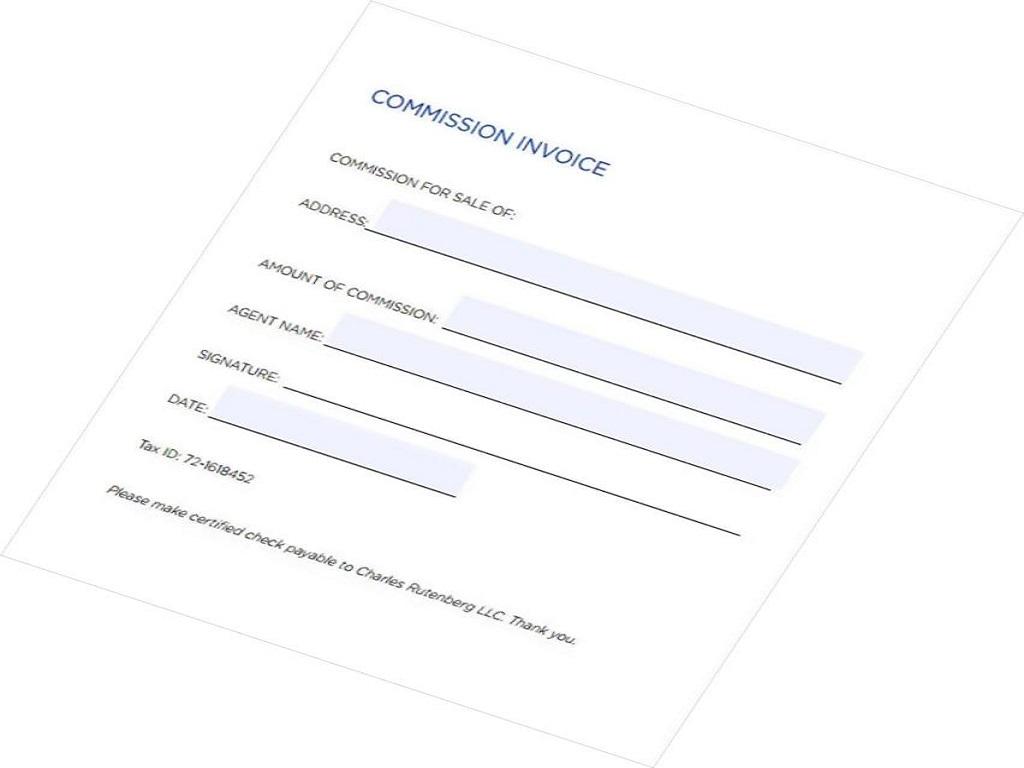 COMMISSION INVOICE
COMMISSION FOR SALE OF:
ADDRESS:
AMOUNT OF COMMISSION:
AGENT NAME:
SIGNATURE:
DATE:
Tax ID: 72-1618452
Please make certified check payable to Charles Rutenberg LLC. Thank you.